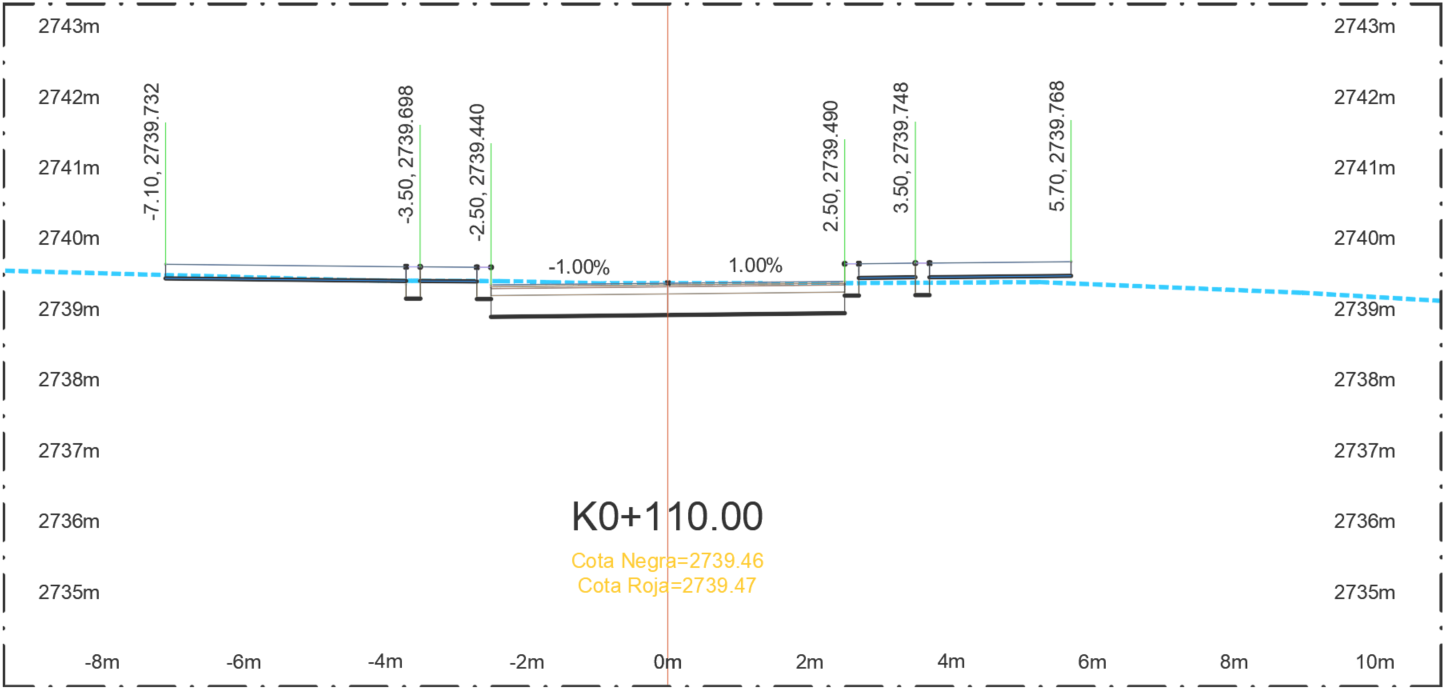 2743m 2743m
2742m 2742m
2741m 2741m
2740m 2740m
2739m 2739m
2738m 2738m
2737m 2737m
2736m 2736m
2735m 2735m
-7.10, 2739.732
-3.50, 2739.698
-2.50, 2739.440
2.50, 2739.490
3.50, 2739.748
5.70, 2739.768
-1.00% 1.00%
K0+110.00
Cota Negra=2739.46
Cota Roja=2739.47
-8m -6m -4m -2m 0m 2m 4m 6m 8m 10m